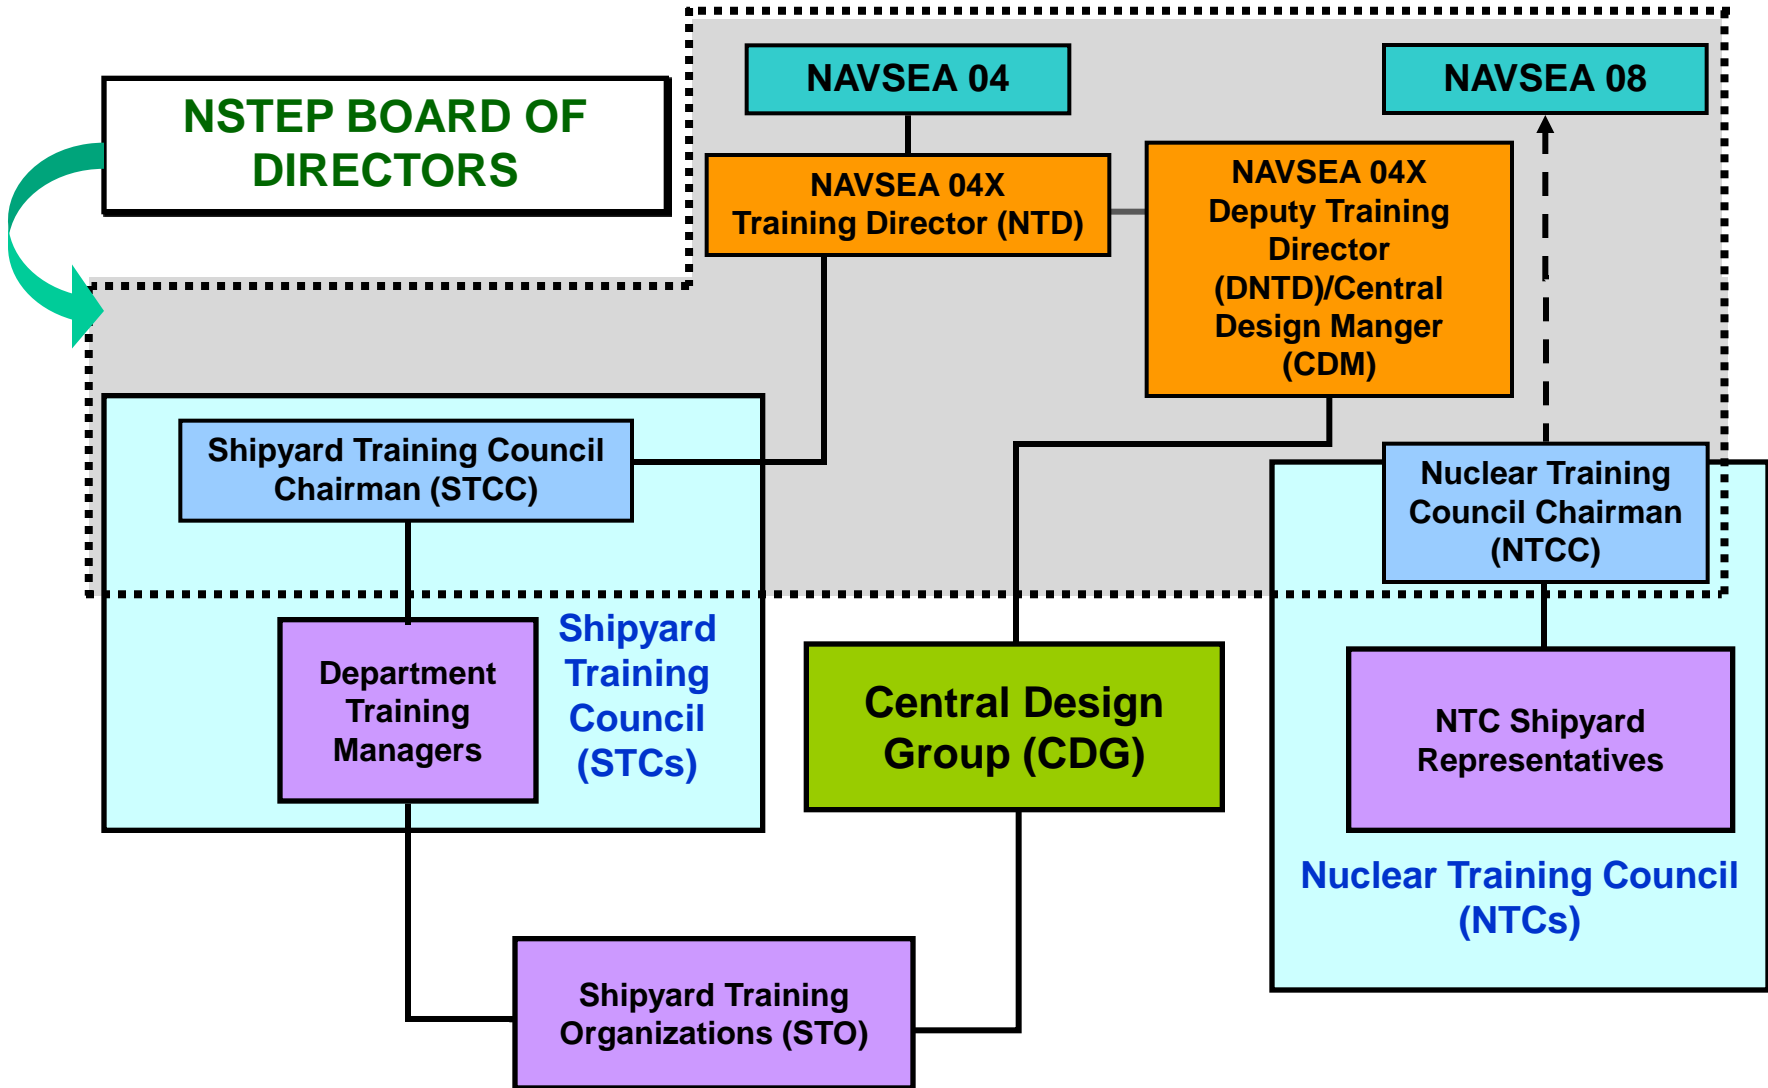 NAVSEA 04
NAVSEA 08
NSTEP BOARD OF
DIRECTORS
NAVSEA 04X
Training Director (NTD)
NAVSEA 04X
Deputy Training
Director
(DNTD)/Central
Design Manger
(CDM)
Shipyard Training Council
Chairman (STCC)
Nuclear Training
Council Chairman
(NTCC)
Department
Training
Managers
Shipyard
Training
Council
(STCs)
Central Design
Group (CDG)
NTC Shipyard
Representatives
Nuclear Training Council
(NTCs)
Shipyard Training
Organizations (STO)